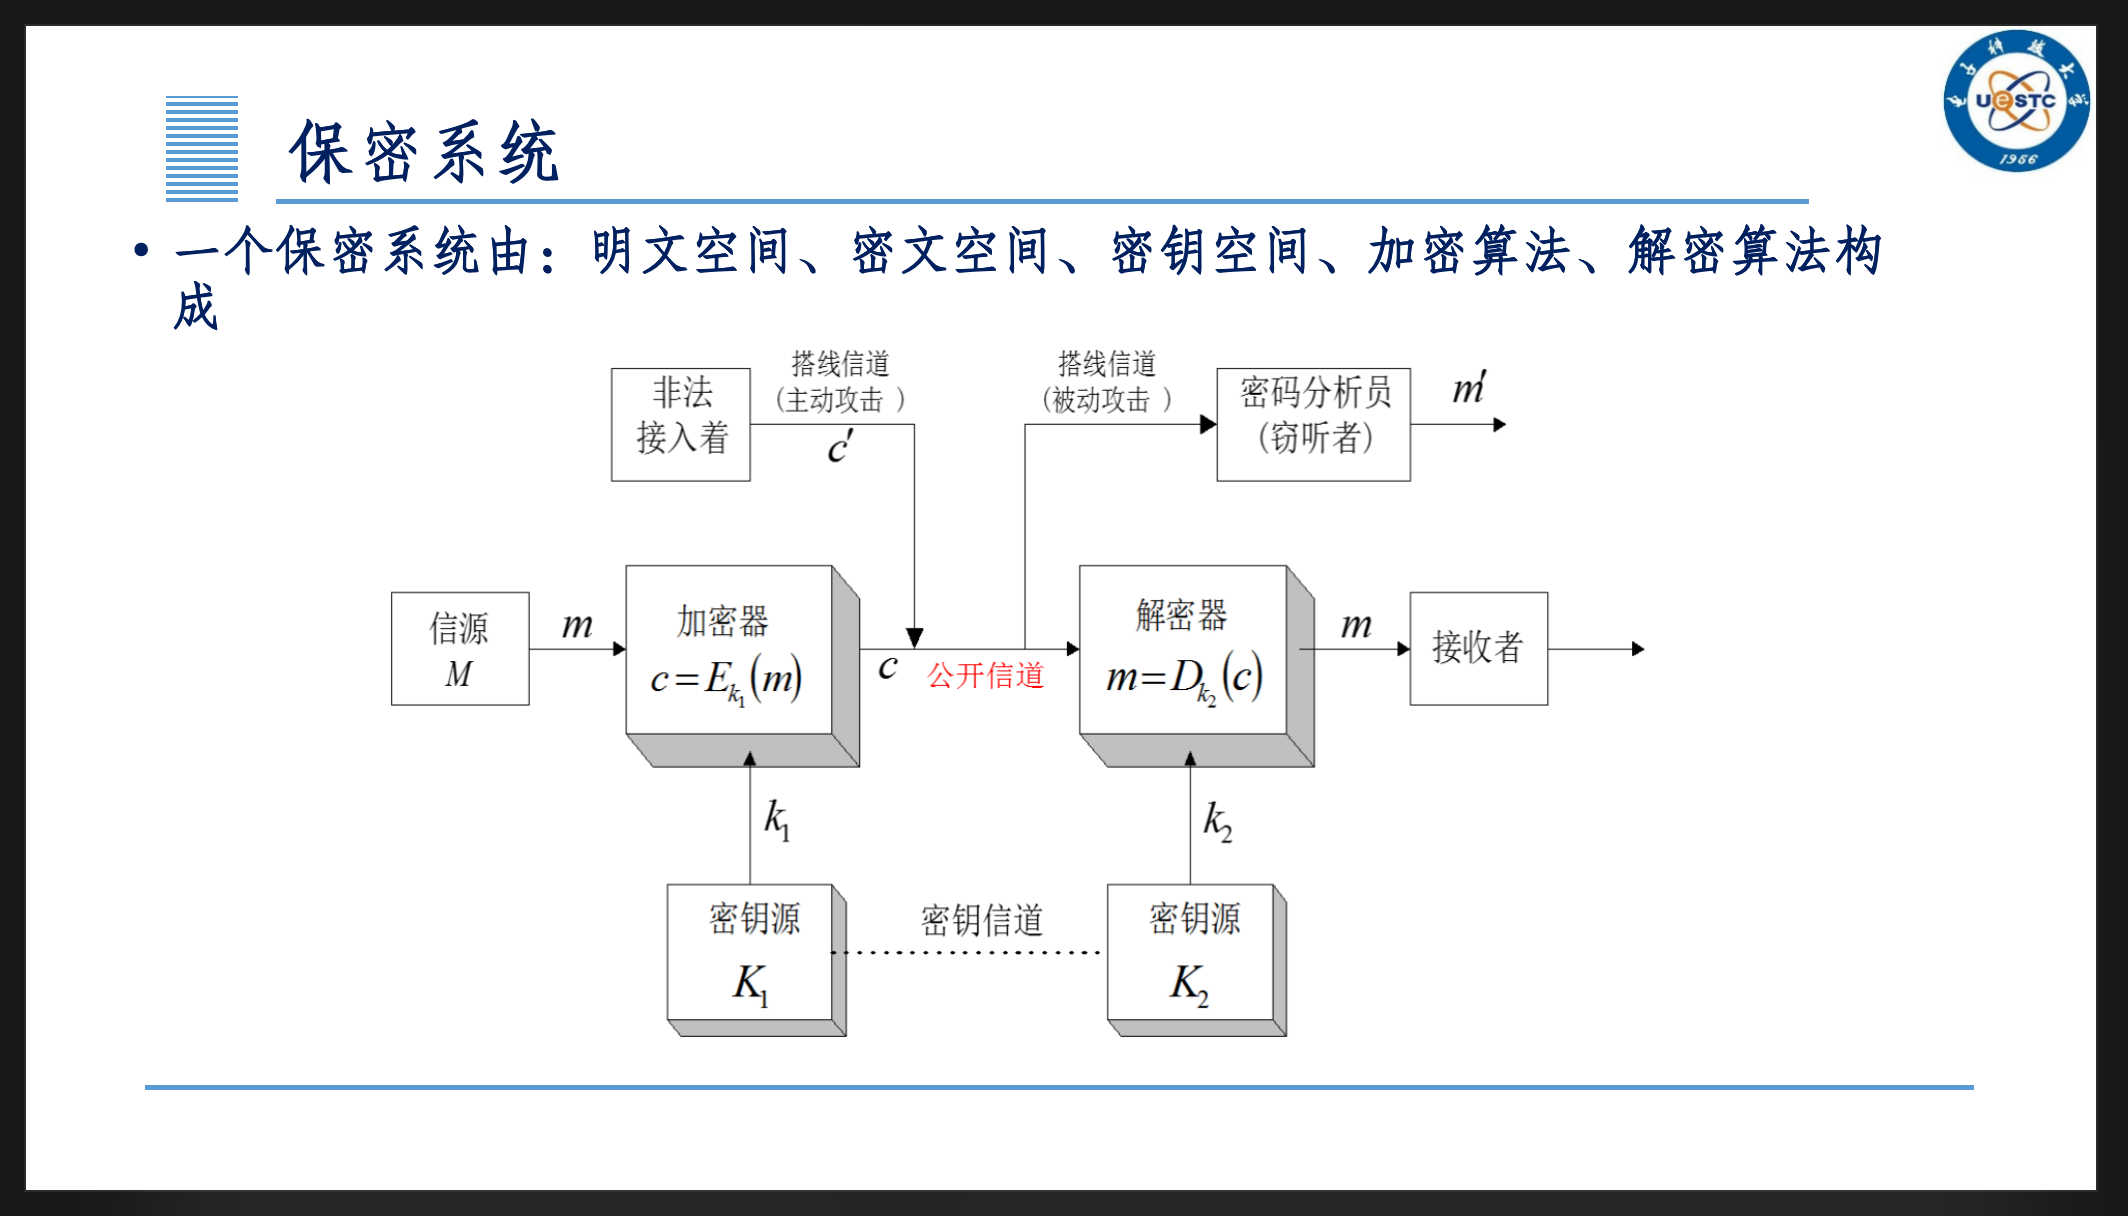 保密系统
UeSTC
1956
• 一个保密系统由：明文空间、密文空间、密钥空间、加密算法、解密算法构
成
非法
接入着
搭线信道
(主动攻击 )
c'
搭线信道
(被动攻击 )
密码分析员
(窃听者)
m'
信源
M
m
加密器
c=E_{k_1}(m)
c
公开信道
解密器
m=D_{k_2}(c)
m
接收者
k_1
k_2
密钥源
K_1
密钥信道
密钥源
K_2